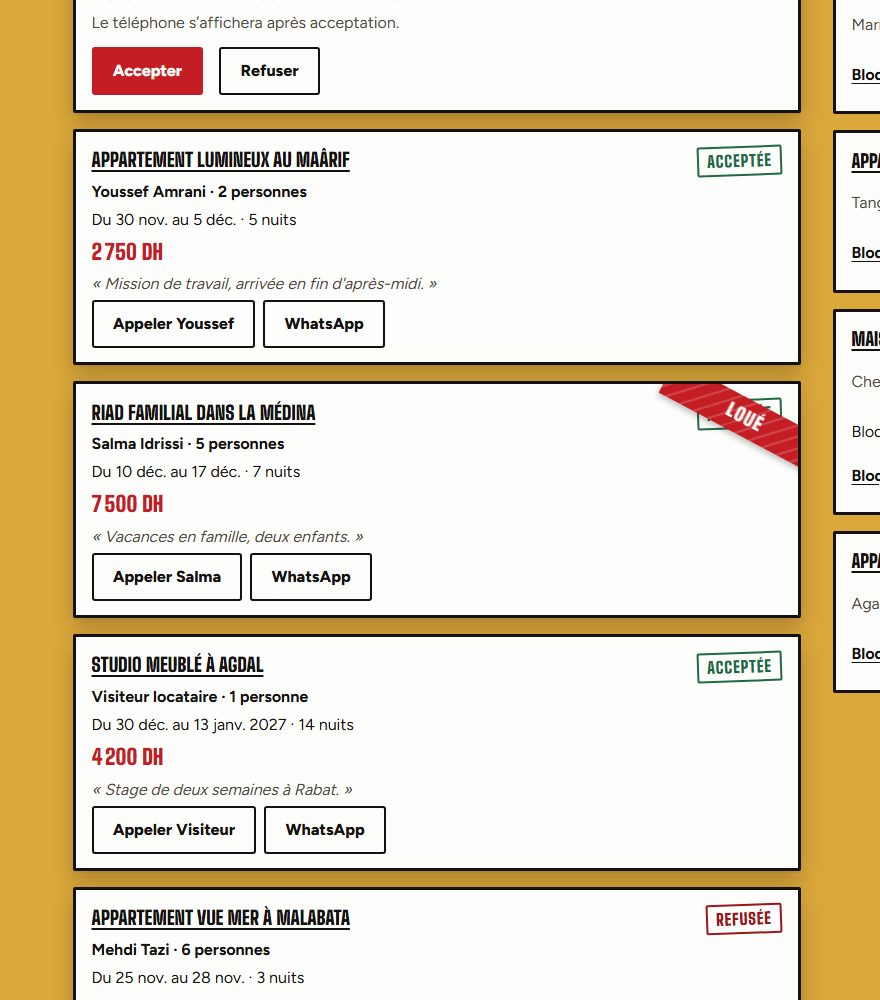 Le téléphone s’affichera après acceptation.
Accepter
Refuser
APPARTEMENT LUMINEUX AU MAÂRIF
ACCEPTÉE
Youssef Amrani · 2 personnes
Du 30 nov. au 5 déc. · 5 nuits
2 750 DH
« Mission de travail, arrivée en fin d'après-midi. »
Appeler Youssef
WhatsApp
RIAD FAMILIAL DANS LA MÉDINA
LOUÉ
Salma Idrissi · 5 personnes
Du 10 déc. au 17 déc. · 7 nuits
7 500 DH
« Vacances en famille, deux enfants. »
Appeler Salma
WhatsApp
STUDIO MEUBLÉ À AGDAL
ACCEPTÉE
Visiteur locataire · 1 personne
Du 30 déc. au 13 janv. 2027 · 14 nuits
4 200 DH
« Stage de deux semaines à Rabat. »
Appeler Visiteur
WhatsApp
APPARTEMENT VUE MER À MALABATA
REFUSÉE
Mehdi Tazi · 6 personnes
Du 25 nov. au 28 nov. · 3 nuits